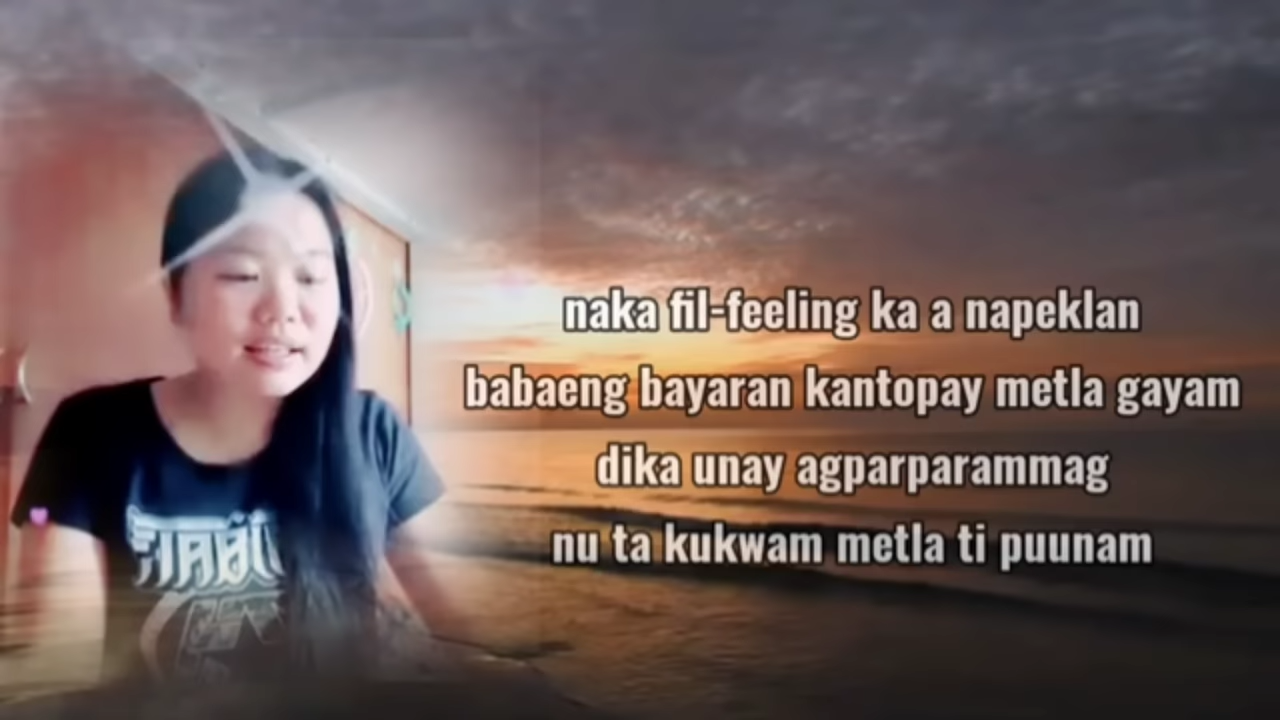 naka fil-feeling ka a napeklan
babaeng bayaran kantopay metla gayam
dika unay agparparammag
nu ta kukwam metla ti puunam